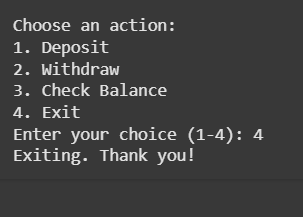 Choose an action:
1. Deposit
2. Withdraw
3. Check Balance
4. Exit
Enter your choice (1-4): 4
Exiting. Thank you!